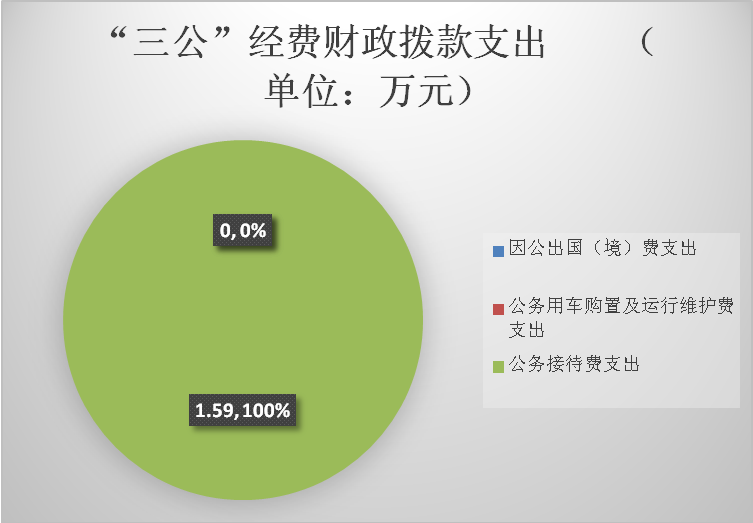 “三公”经费财政拨款支出 （
单位：万元）
0,0%
1.59,100%
因公出国（境）费支出
公务用车购置及运行维护费
支出
公务接待费支出